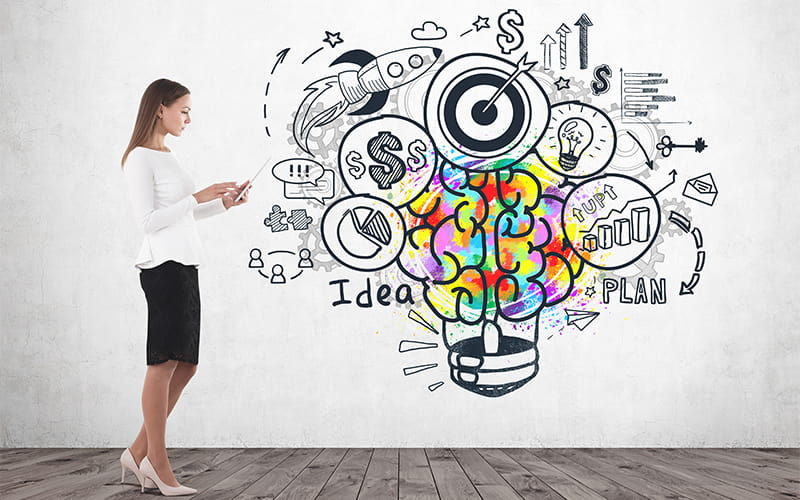 $
$
$ $ $
!!!
UP↑↑
Idea
PLAN